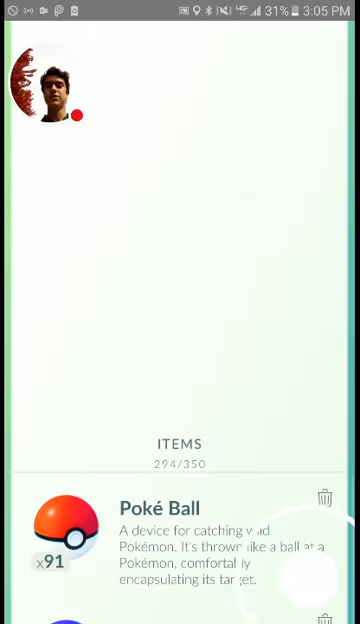 31% 3:05 PM
ITEMS
294/350
Poké Ball
A device for catching wild
Pokémon. It's thrown like a ball at a
Pokémon, comfortably
encapsulating its target.
x91